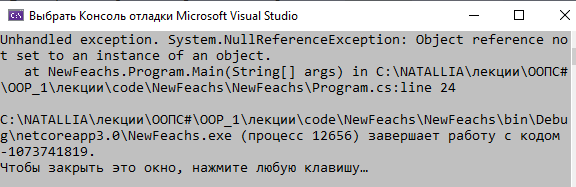 Выбрать Консоль отладки Microsoft Visual Studio
Unhandled exception. System.NullReferenceException: Object reference no
t set to an instance of an object.
   at NewFeachs.Program.Main(String[] args) in C:\NATALLIA\лекции\ООПС#
\OOP_1\лекции\code\NewFeachs\NewFeachs\Program.cs:line 24

C:\NATALLIA\лекции\ООПС#\OOP_1\лекции\code\NewFeachs\NewFeachs\bin\Debu
g\netcoreapp3.0\NewFeachs.exe (процесс 12656) завершает работу с кодом
-1073741819.
Чтобы закрыть это окно, нажмите любую клавишу…